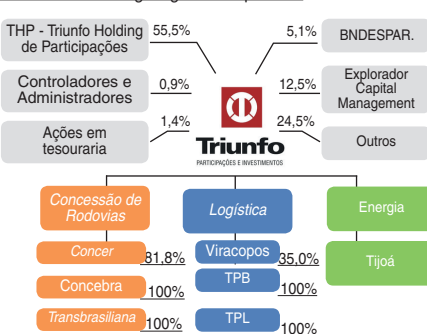 THP - Triunfo Holding
de Participações
55,5%
5,1%
BNDESPAR.
Controladores e
Administradores
0,9%
12,5%
Explorador
Capital
Management
Ações em
tesouraria
1,4%
24,5%
Outros
Triunfo
PARTICIPAÇÕES E INVESTIMENTOS
Concessão de
Rodovias
Logística
Energia
Concer
81,8%
Viracopos
35,0%
Tijoá
Concebra
100%
TPB
100%
Transbrasiliana
100%
TPL
100%